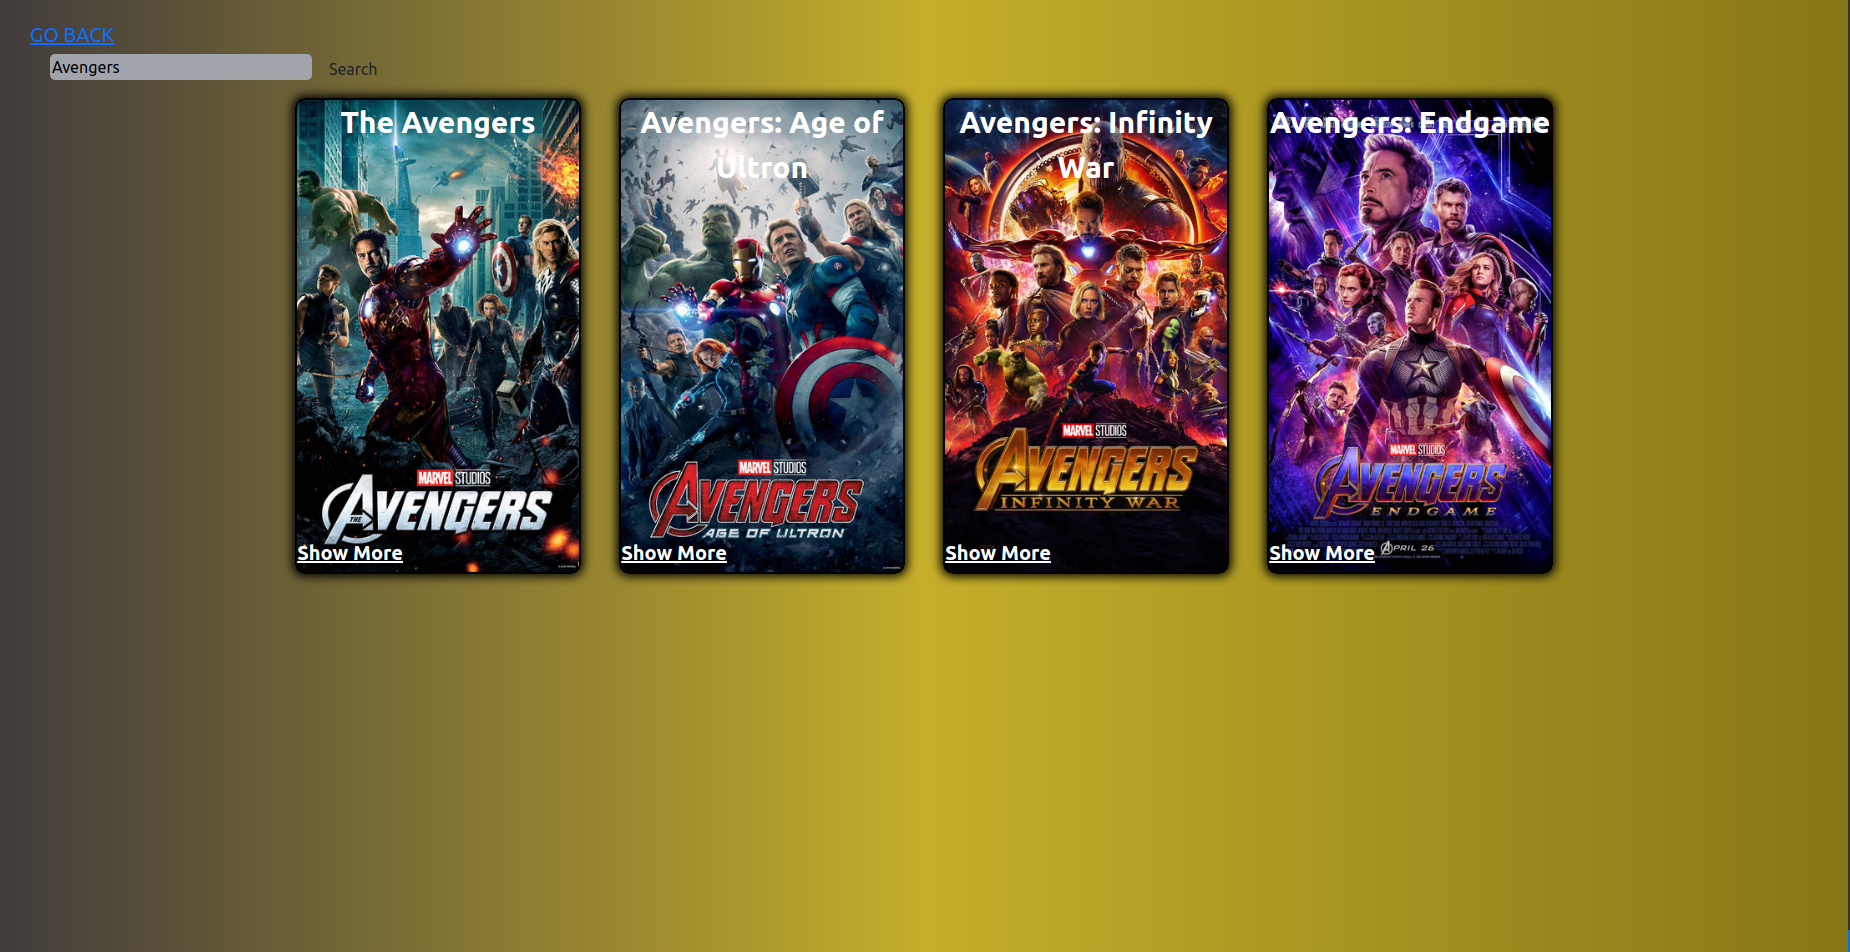 GO BACK
Avengers
Search
The Avengers
MARVEL STUDIOS
THE AVENGERS
Show More
Avengers: Age of
Ultron
MARVEL STUDIOS
AVENGERS
AGE OF ULTRON
Show More
Avengers: Infinity
War
MARVEL STUDIOS
AVENGERS
INFINITY WAR
Show More
Avengers: Endgame
MARVEL STUDIOS
AVENGERS
ENDGAME
APRIL 26
Show More